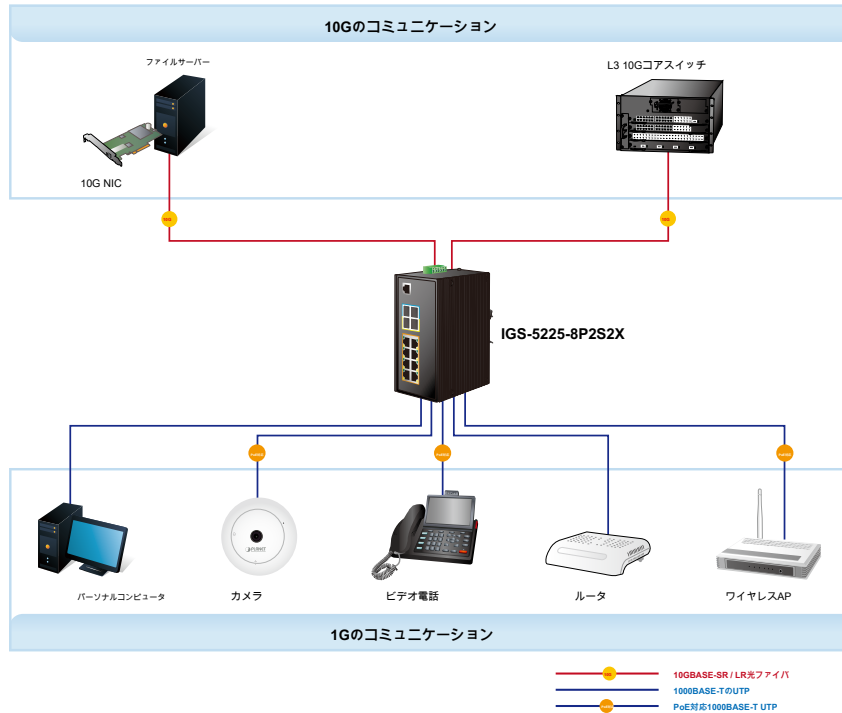 10Gのコミュニケーション
ファイルサーバー
L3 10Gコアスイッチ
10G NIC
10G
10G
IGS-5225-8P2S2X
PLANET
パーソナルコンピュータ
カメラ
ビデオ電話
ルータ
ワイヤレスAP
1Gのコミュニケーション
10GBASE-SR / LR光ファイバ
1000BASE-TのUTP
PoE対応1000BASE-T UTP